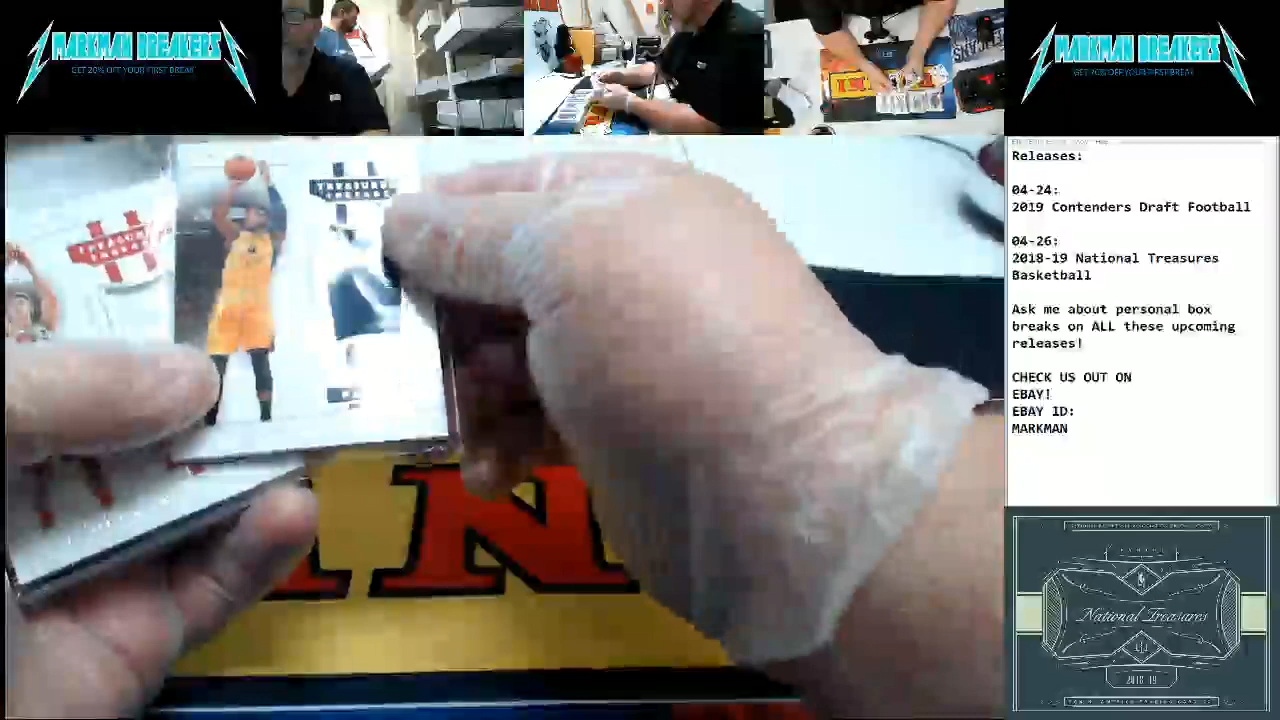 MARKMAN BREAKERS
GET 20% OFF YOUR FIRST BREAK
MARKMAN BREAKERS
GET 20% OFF YOUR FIRST BREAK
Releases:
04-24:
2019 Contenders Draft Football
04-26:
2018-19 National Treasures
Basketball
Ask me about personal box
breaks on ALL these upcoming
releases!
CHECK US OUT ON
EBAY!
EBAY ID:
MARKMAN
PANINI
National Treasures
2018-19
IN